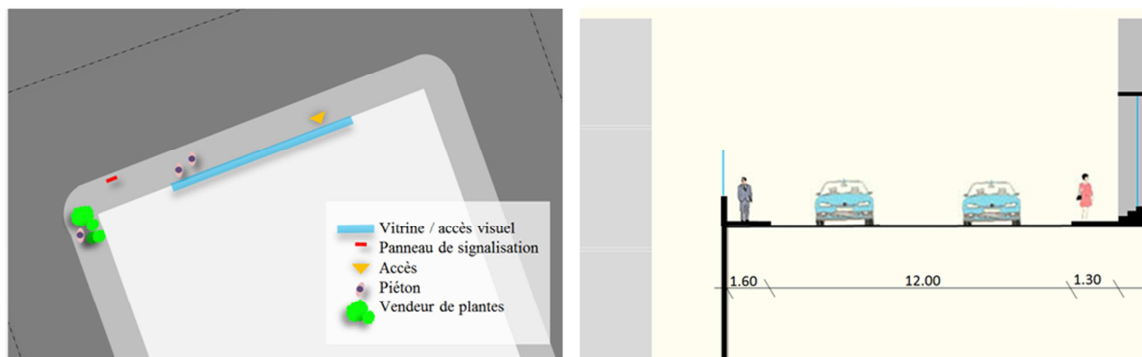 Vitrine / accès visuel
Panneau de signalisation
Accès
Piéton
Vendeur de plantes
1.60 12.00 1.30